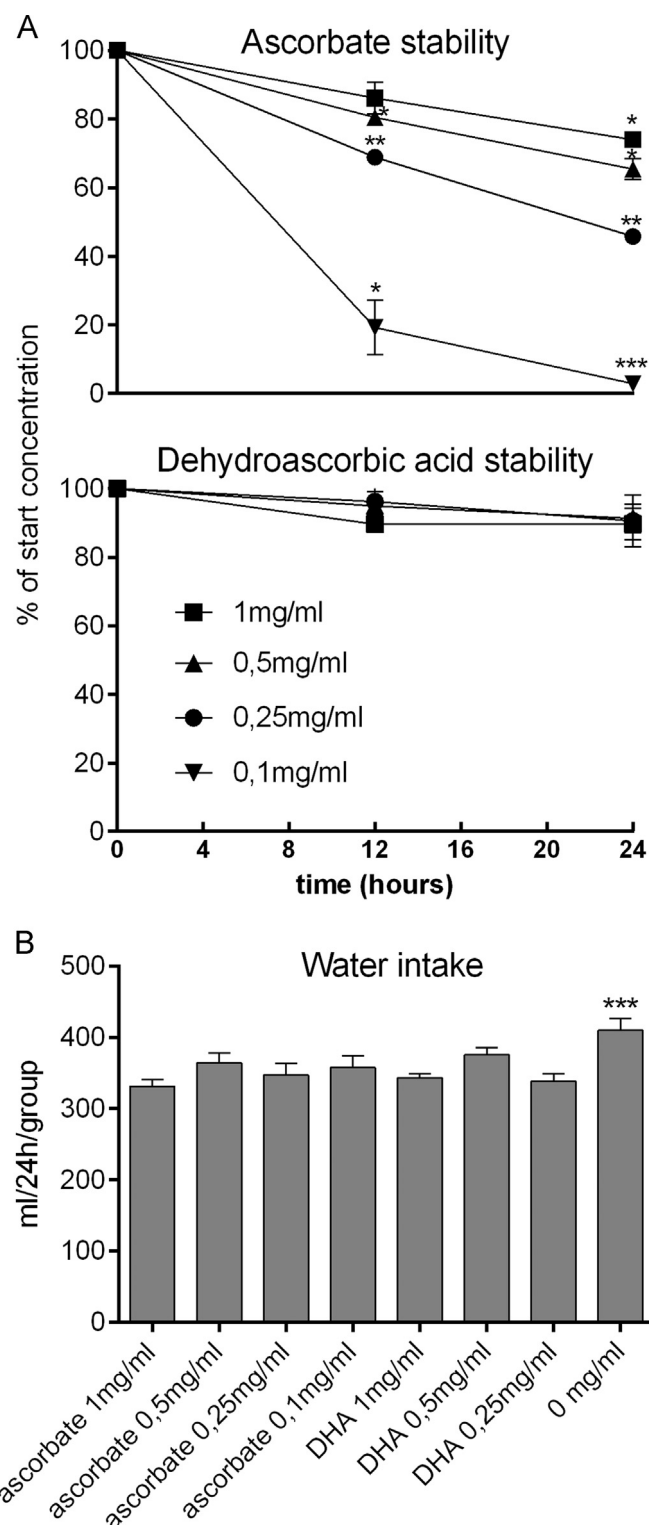 A
Ascorbate stability
100
80
60
40
20
0
*
*
**
*
*
**
*
***
% of start concentration
Dehydroascorbic acid stability
100
80
60
40
20
0
1mg/ml
0,5mg/ml
0,25mg/ml
0,1mg/ml
0 4 8 12 16 20 24
time (hours)
B
Water intake
500
400
300
200
100
0
***
ml/24h/group
ascorbate 1mg/ml
ascorbate 0,5mg/ml
ascorbate 0,25mg/ml
ascorbate 0,1mg/ml
DHA 1mg/ml
DHA 0,5mg/ml
DHA 0,25mg/ml
0 mg/ml